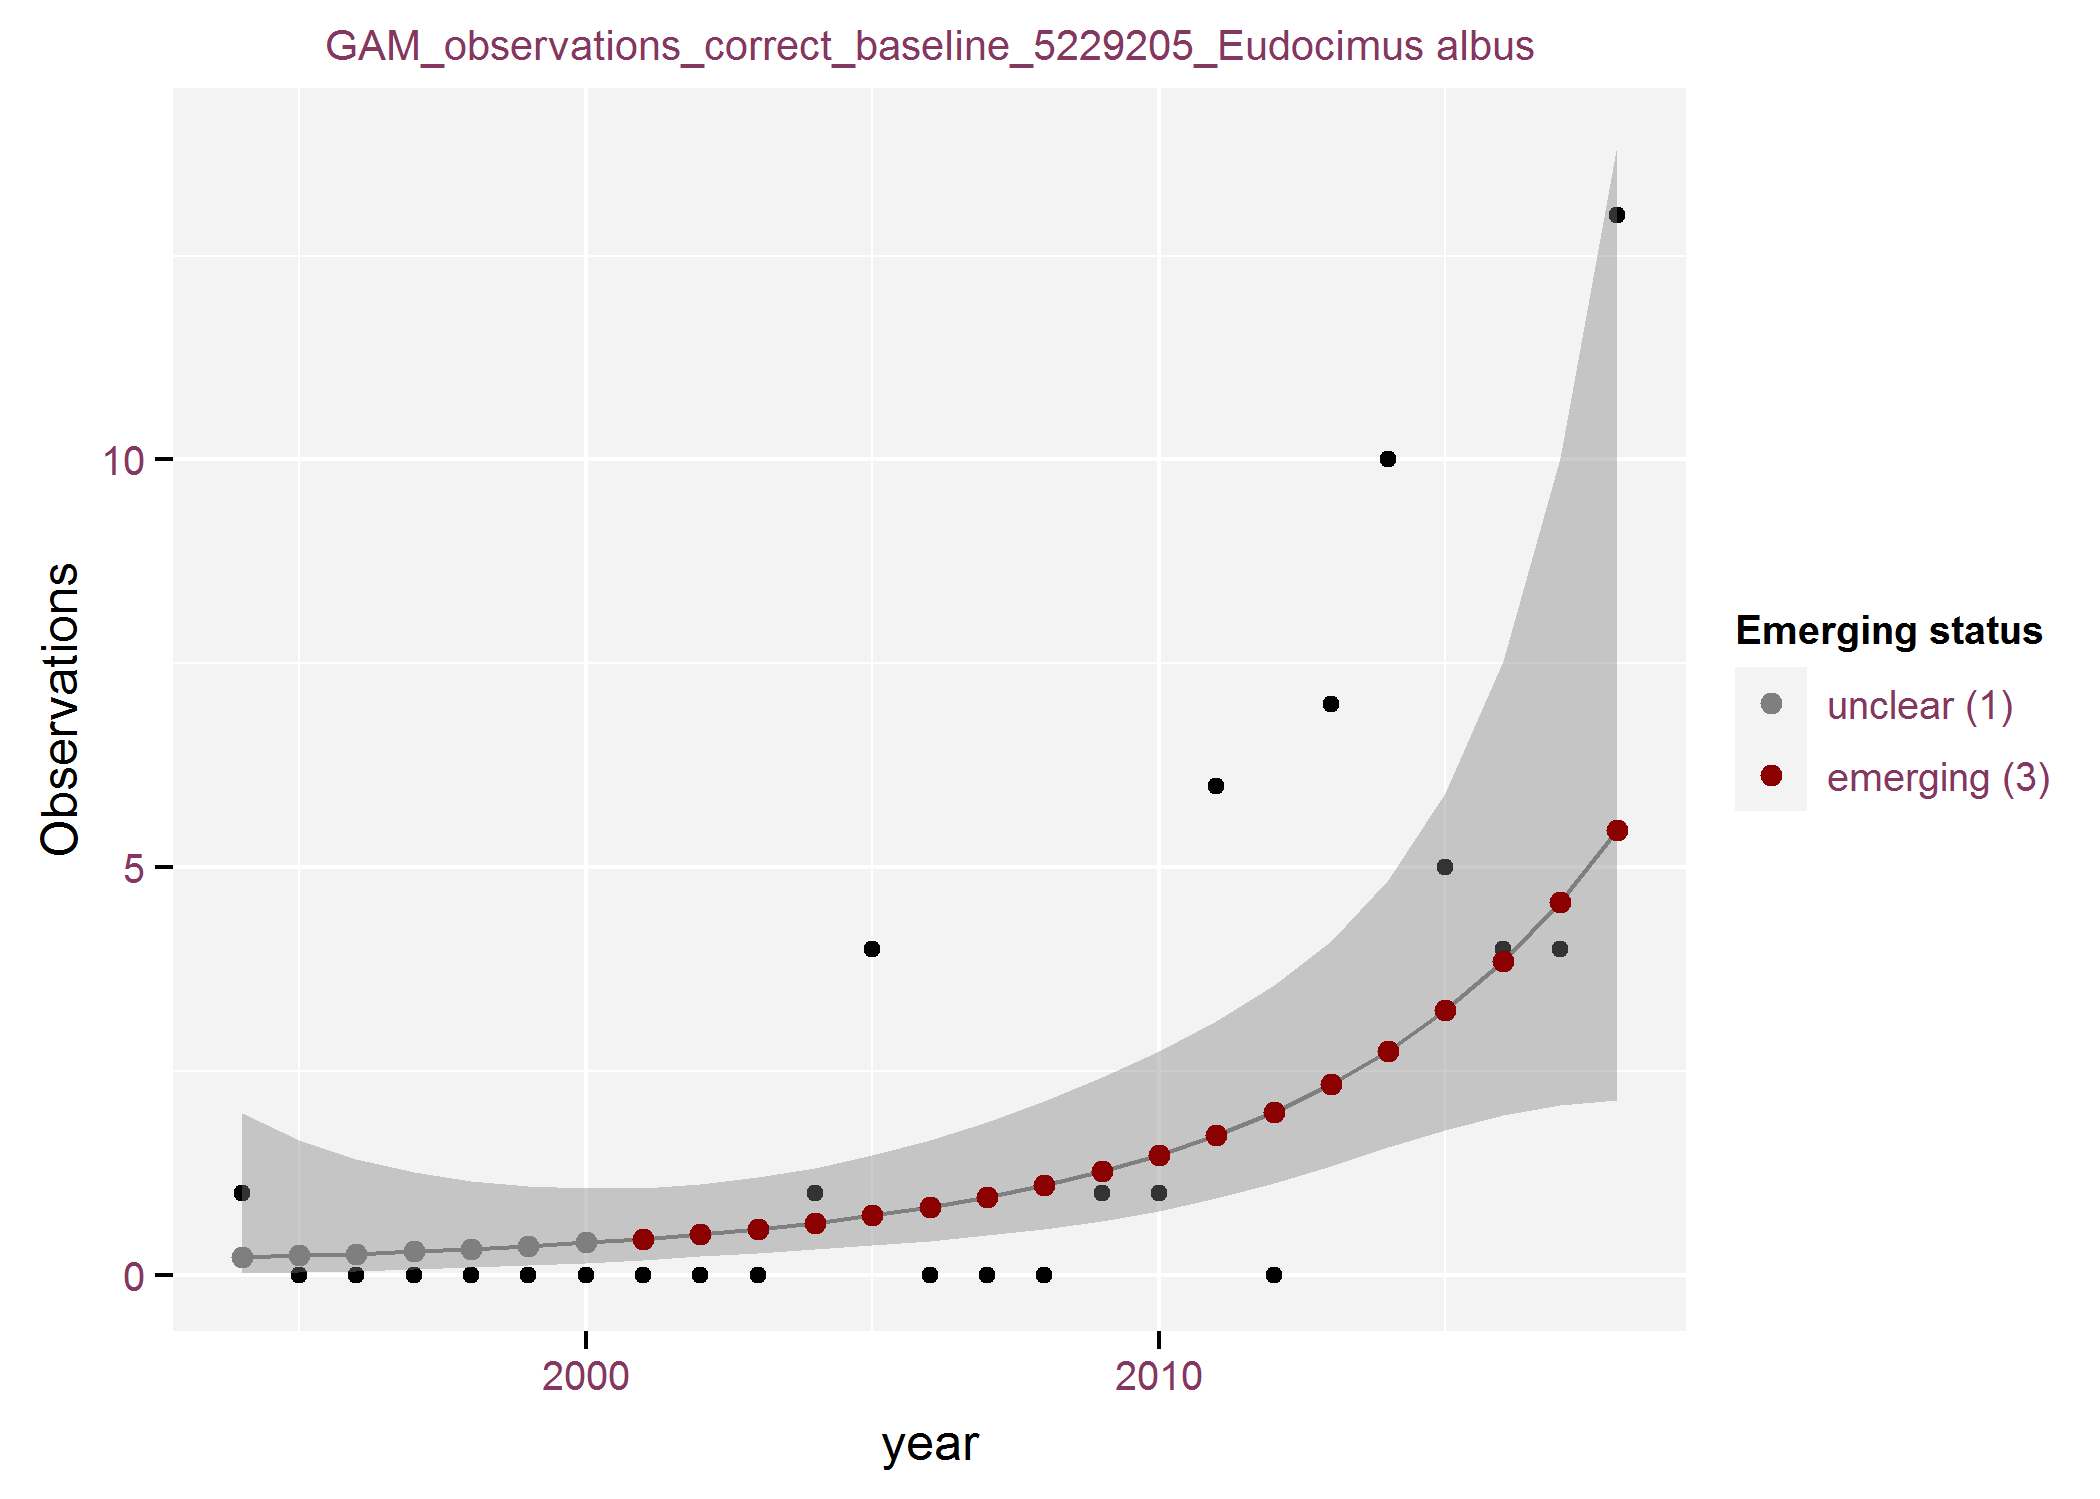 GAM_observations_correct_baseline_5229205_Eudocimus albus
Observations
10
5
0
2000
2010
year
Emerging status
unclear (1)
emerging (3)